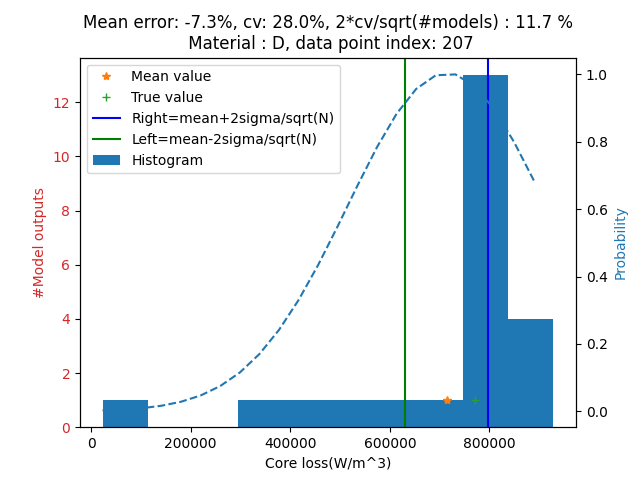 Mean error: -7.3%, cv: 28.0%, 2*cv/sqrt(#models) : 11.7 %
Material : D, data point index: 207
Mean value
True value
Right=mean+2sigma/sqrt(N)
Left=mean-2sigma/sqrt(N)
Histogram
#Model outputs
12
10
8
6
4
2
0
1.0
0.8
0.6
0.4
0.2
0.0
Probability
0 200000 400000 600000 800000
Core loss(W/m^3)